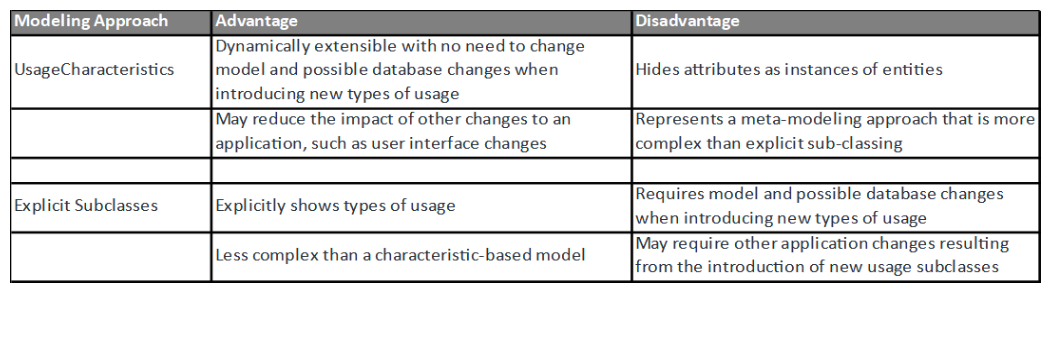 Modeling Approach Advantage Disadvantage
Dynamically extensible with no need to change
UsageCharacteristics model and possible database changes when Hides attributes as instances of entities
introducing new types of usage
May reduce the impact of other changes to an Represents a meta-modeling approach that is more
application, such as user interface changes complex than explicit sub-classing
Requires model and possible database changes
Explicit Subclasses Explicitly shows types of usage
when introducing new types of usage
May require other application changes resulting
Less complex than a characteristic-based model
from the introduction of new usage subclasses